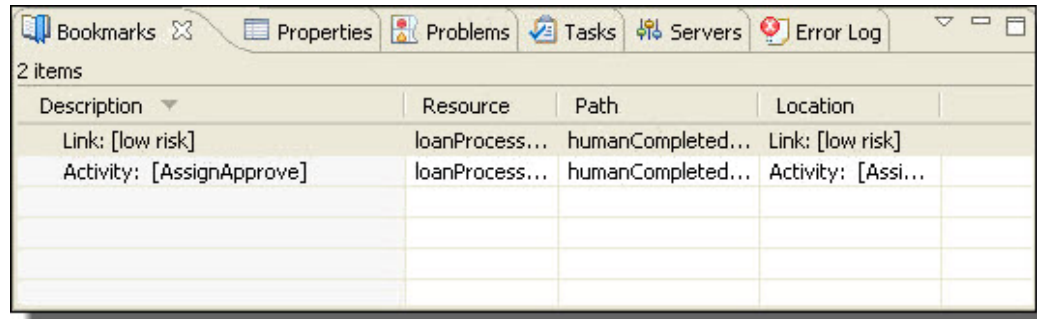 Bookmarks Properties Problems Tasks Servers Error Log
2 items
Description Resource Path Location
Link: [low risk] loanProcess... humanCompleted... Link: [low risk]
Activity: [AssignApprove] loanProcess... humanCompleted... Activity: [Assi...